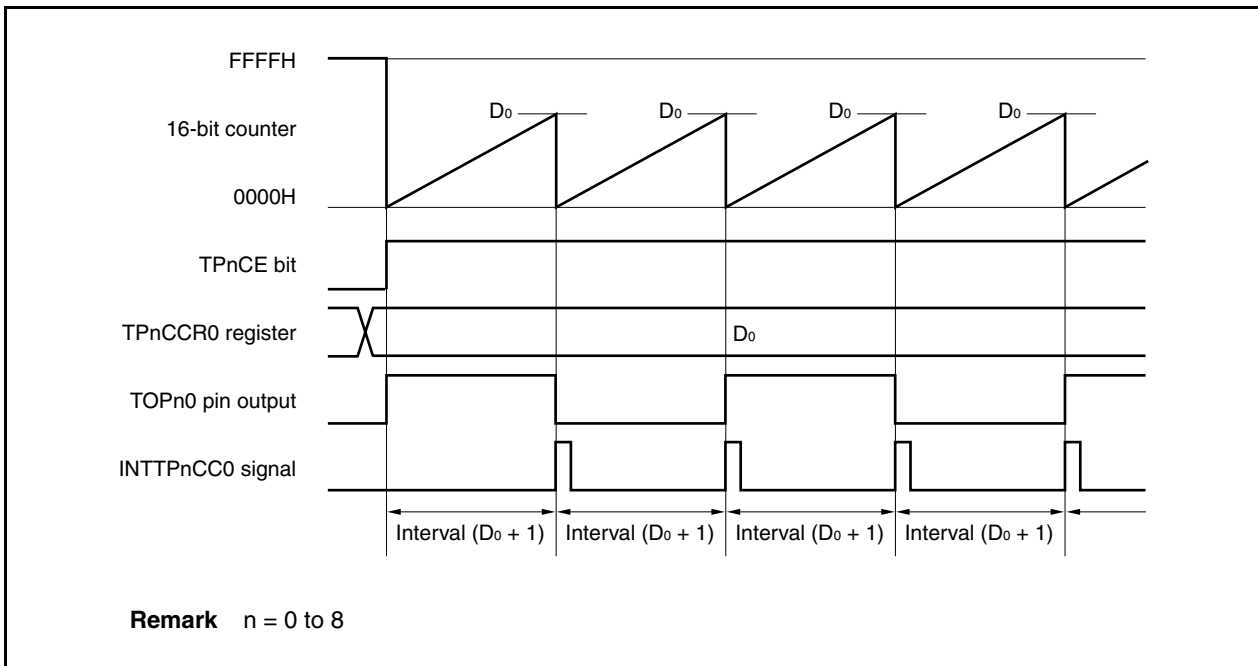 FFFFH
D0 D0 D0 D0
16-bit counter
0000H
TPnCE bit
TPnCCR0 register D0
TOPn0 pin output
INTTPnCC0 signal
Interval (D0 + 1) Interval (D0 + 1) Interval (D0 + 1) Interval (D0 + 1)
Remark n = 0 to 8